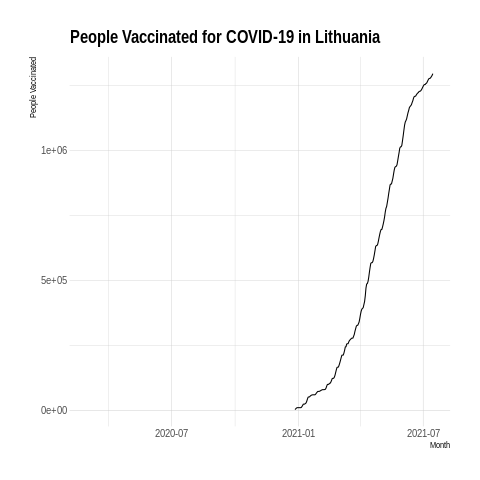 People Vaccinated for COVID-19 in Lithuania
People Vaccinated
1e+06
5e+05
0e+00
2020-07
2021-01
2021-07
Month